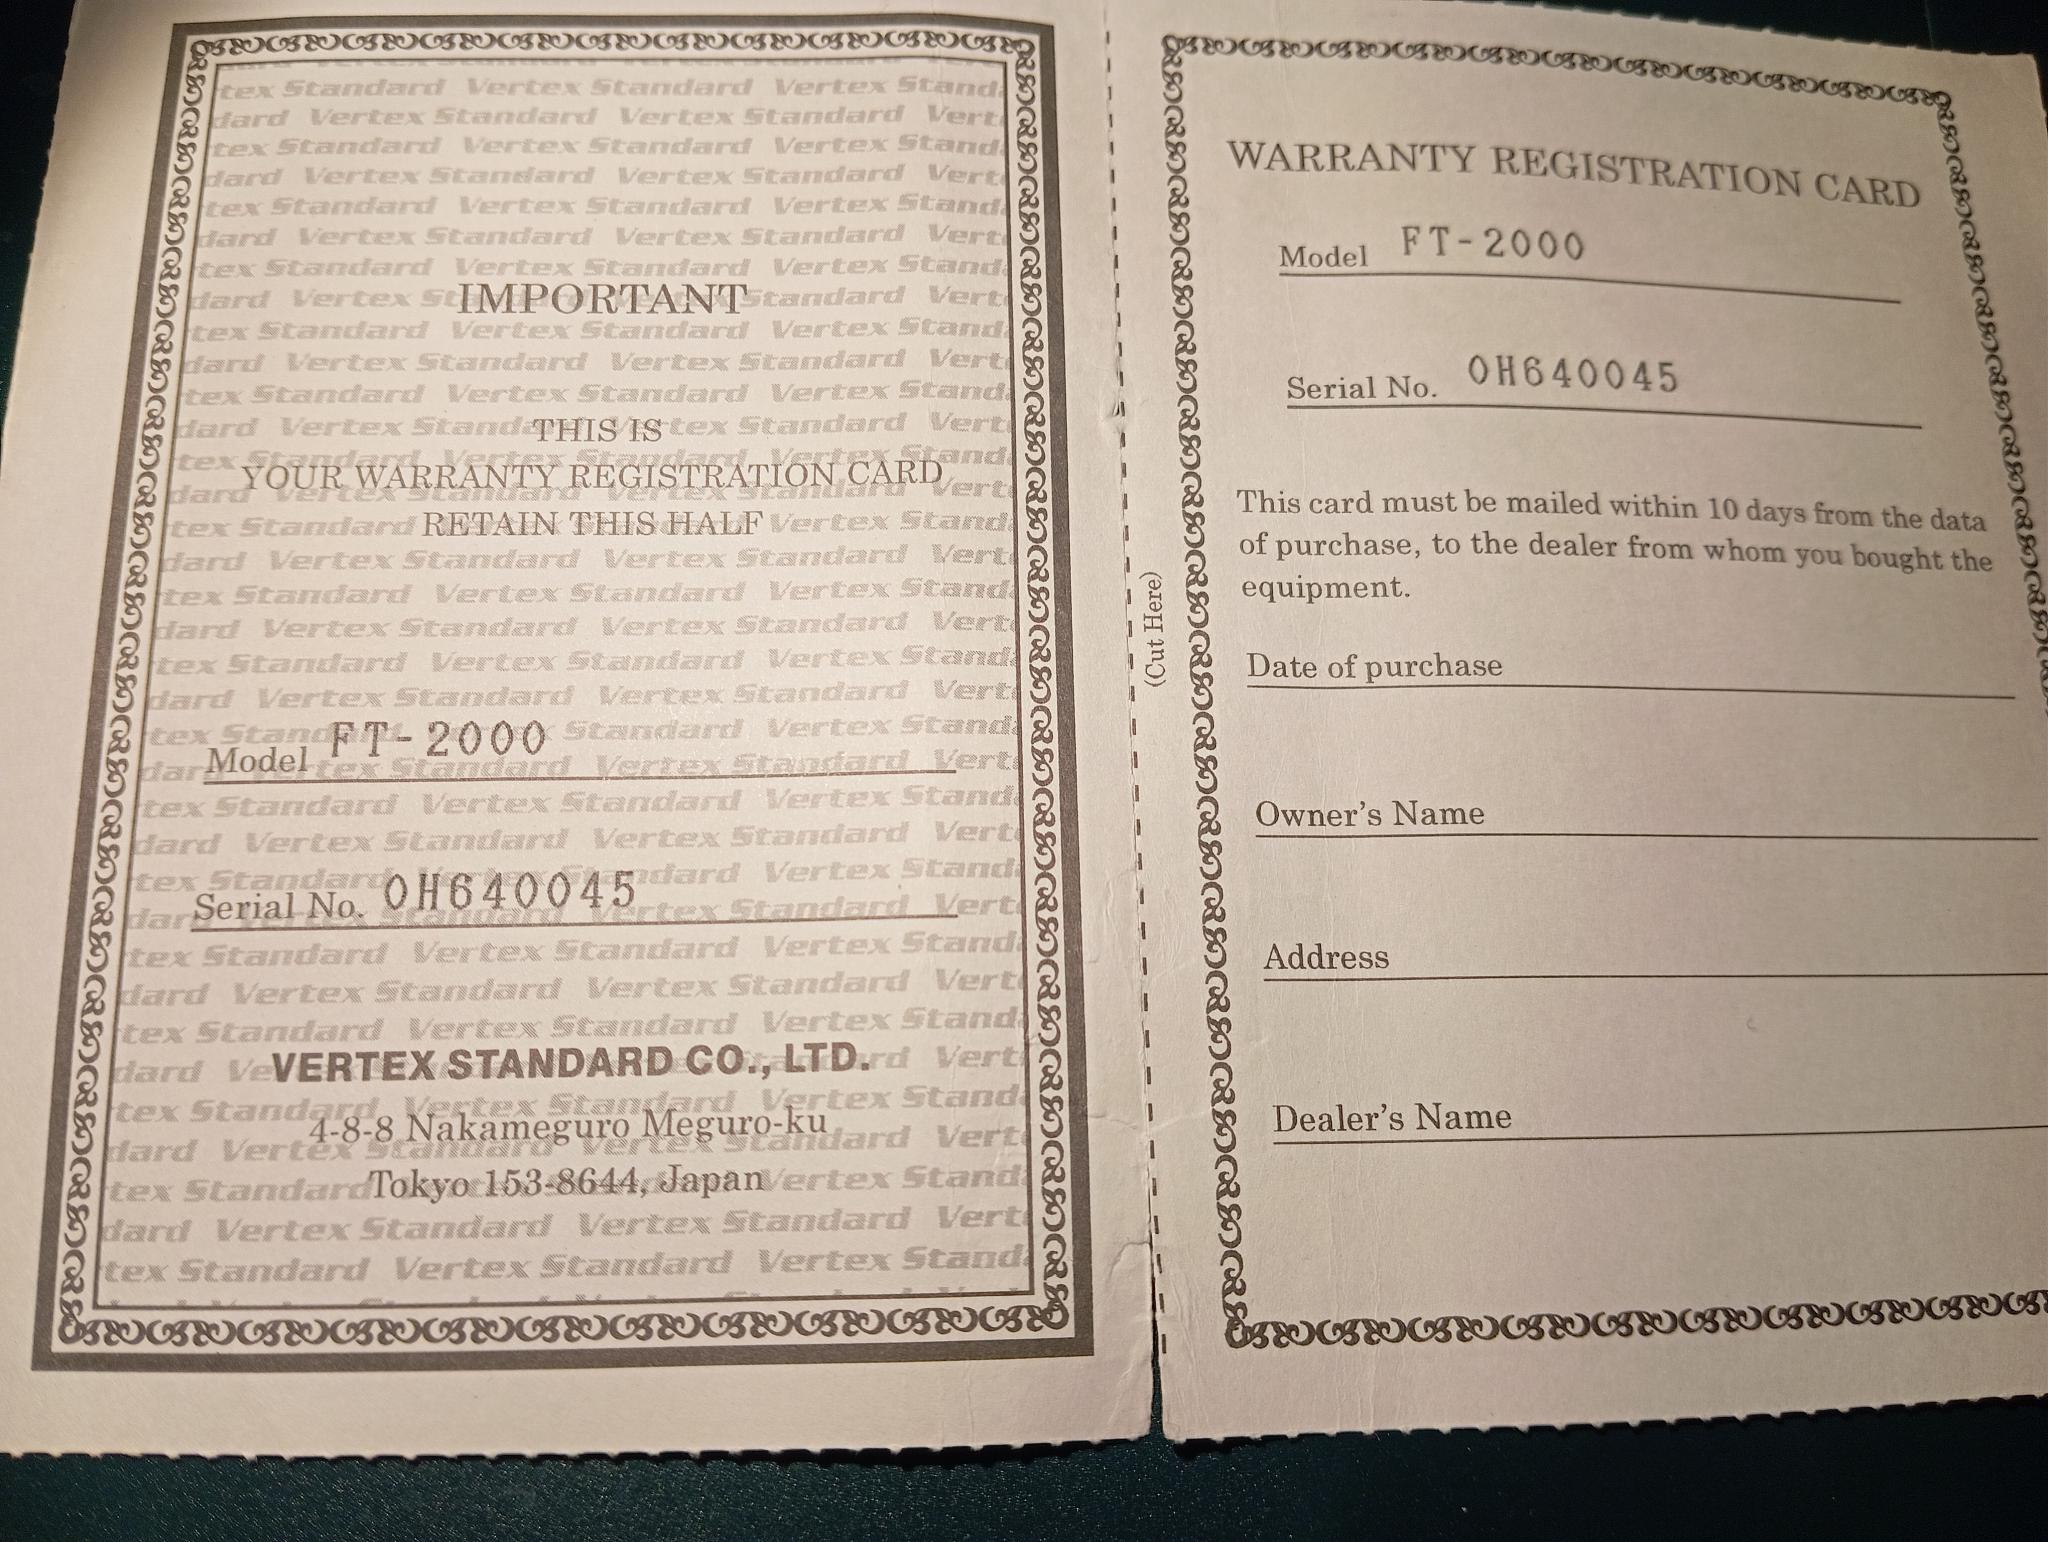 IMPORTANT
THIS IS
YOUR WARRANTY REGISTRATION CARD
RETAIN THIS HALF
Model FT-2000
Serial No. 0H640045
VERTEX STANDARD CO., LTD.
4-8-8 Nakameguro Meguro-ku
Tokyo 153-8644, Japan
(Cut Here)
WARRANTY REGISTRATION CARD
Model FT-2000
Serial No. 0H640045
This card must be mailed within 10 days from the data
of purchase, to the dealer from whom you bought the
equipment.
Date of purchase
Owner's Name
Address
Dealer's Name